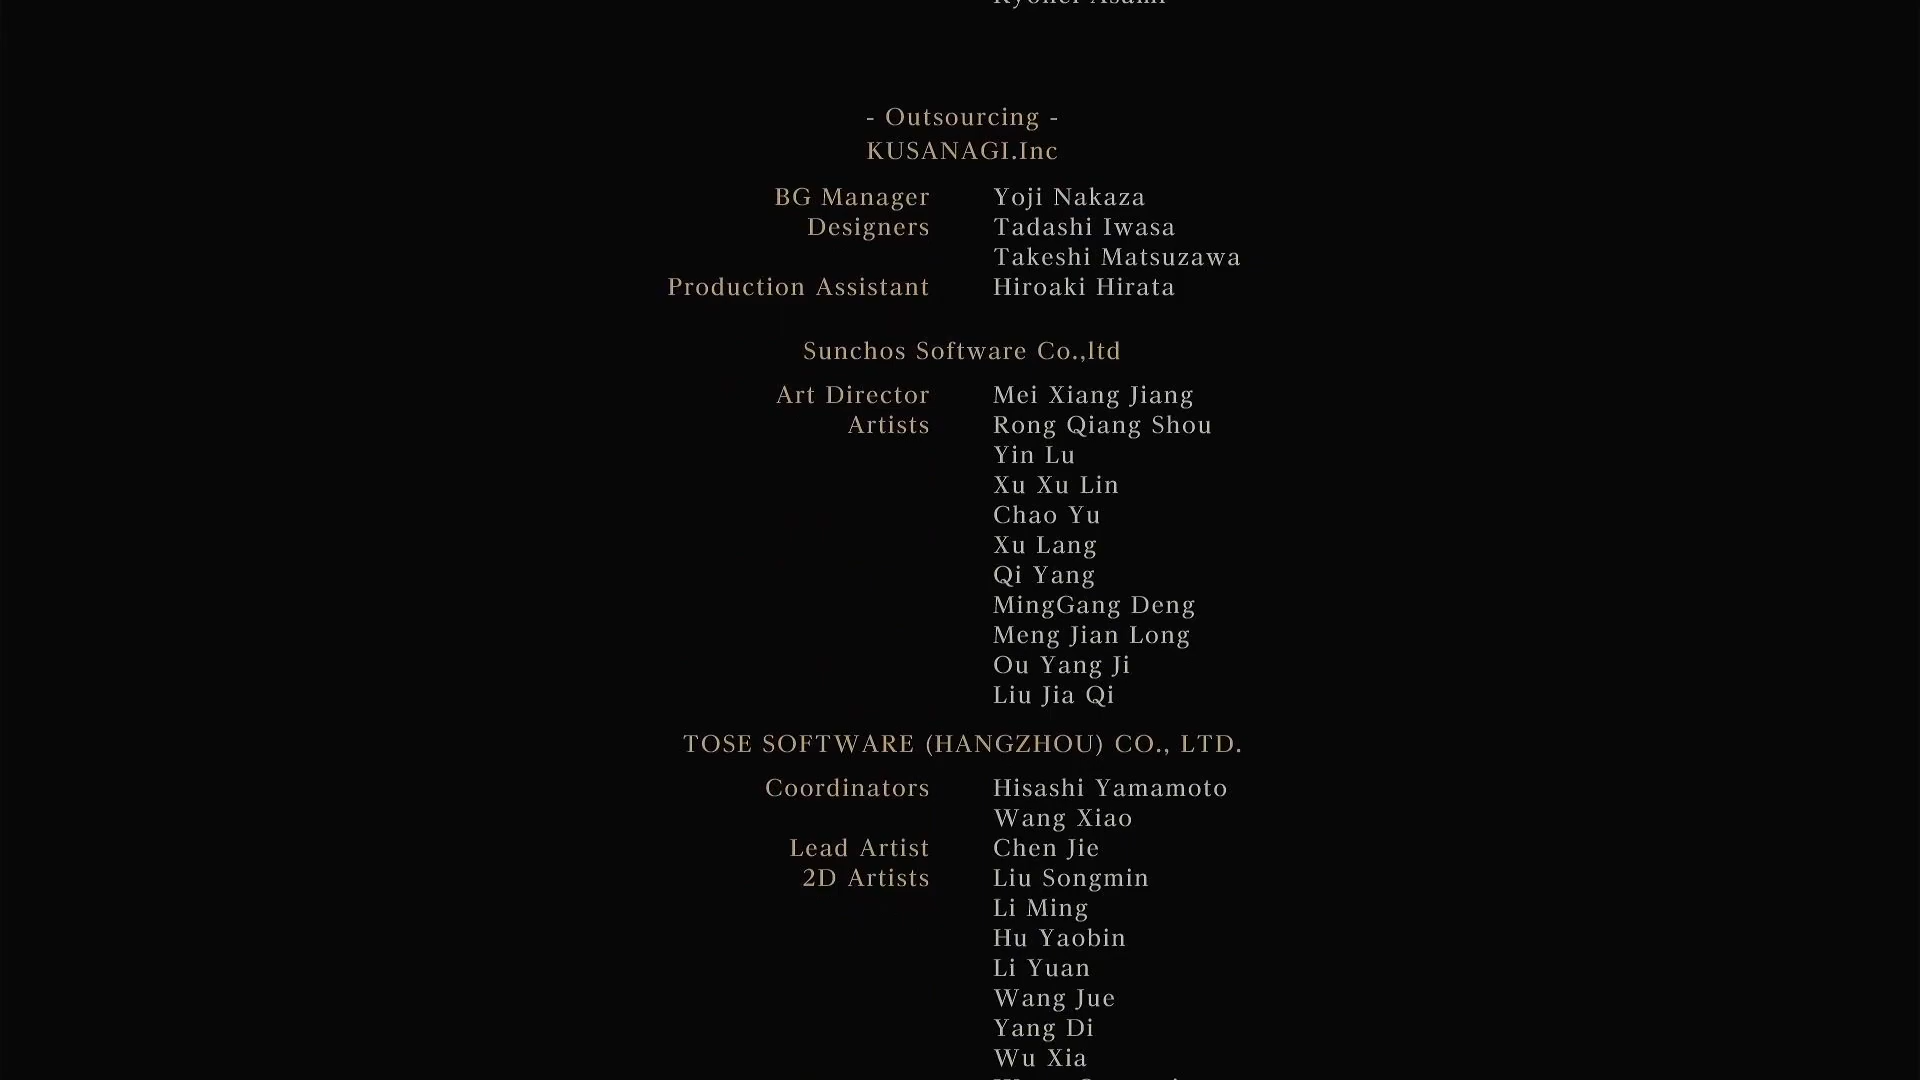 - Outsourcing -
KUSANAGI.Inc
BG Manager Yoji Nakaza
Designers Tadashi Iwasa
Takeshi Matsuzawa
Production Assistant Hiroaki Hirata
Sunchos Software Co.,ltd
Art Director Mei Xiang Jiang
Artists Rong Qiang Shou
Yin Lu
Xu Xu Lin
Chao Yu
Xu Lang
Qi Yang
MingGang Deng
Meng Jian Long
Ou Yang Ji
Liu Jia Qi
TOSE SOFTWARE (HANGZHOU) CO., LTD.
Coordinators Hisashi Yamamoto
Wang Xiao
Lead Artist Chen Jie
2D Artists Liu Songmin
Li Ming
Hu Yaobin
Li Yuan
Wang Jue
Yang Di
Wu Xia